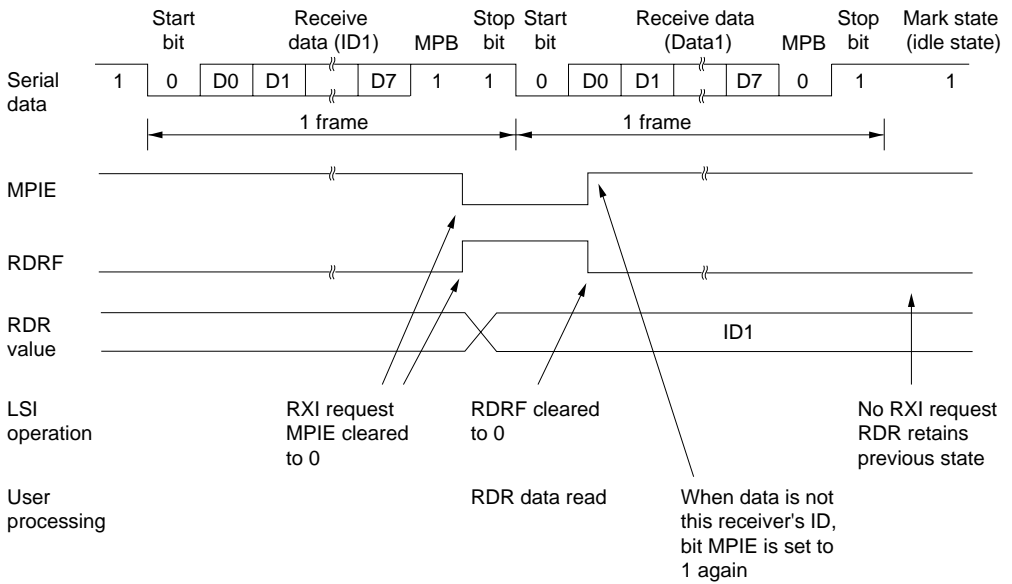 Start bit
Receive data (ID1)
MPB
Stop bit
Start bit
Receive data (Data1)
MPB
Stop bit
Mark state (idle state)
Serial data
1 0 D0 D1 D7 1 1 0 D0 D1 D7 0 1 1
1 frame 1 frame
MPIE
RDRF
RDR value
ID1
LSI operation
RXI request
MPIE cleared
to 0
RDRF cleared
to 0
No RXI request
RDR retains
previous state
User processing
RDR data read
When data is not
this receiver's ID,
bit MPIE is set to
1 again